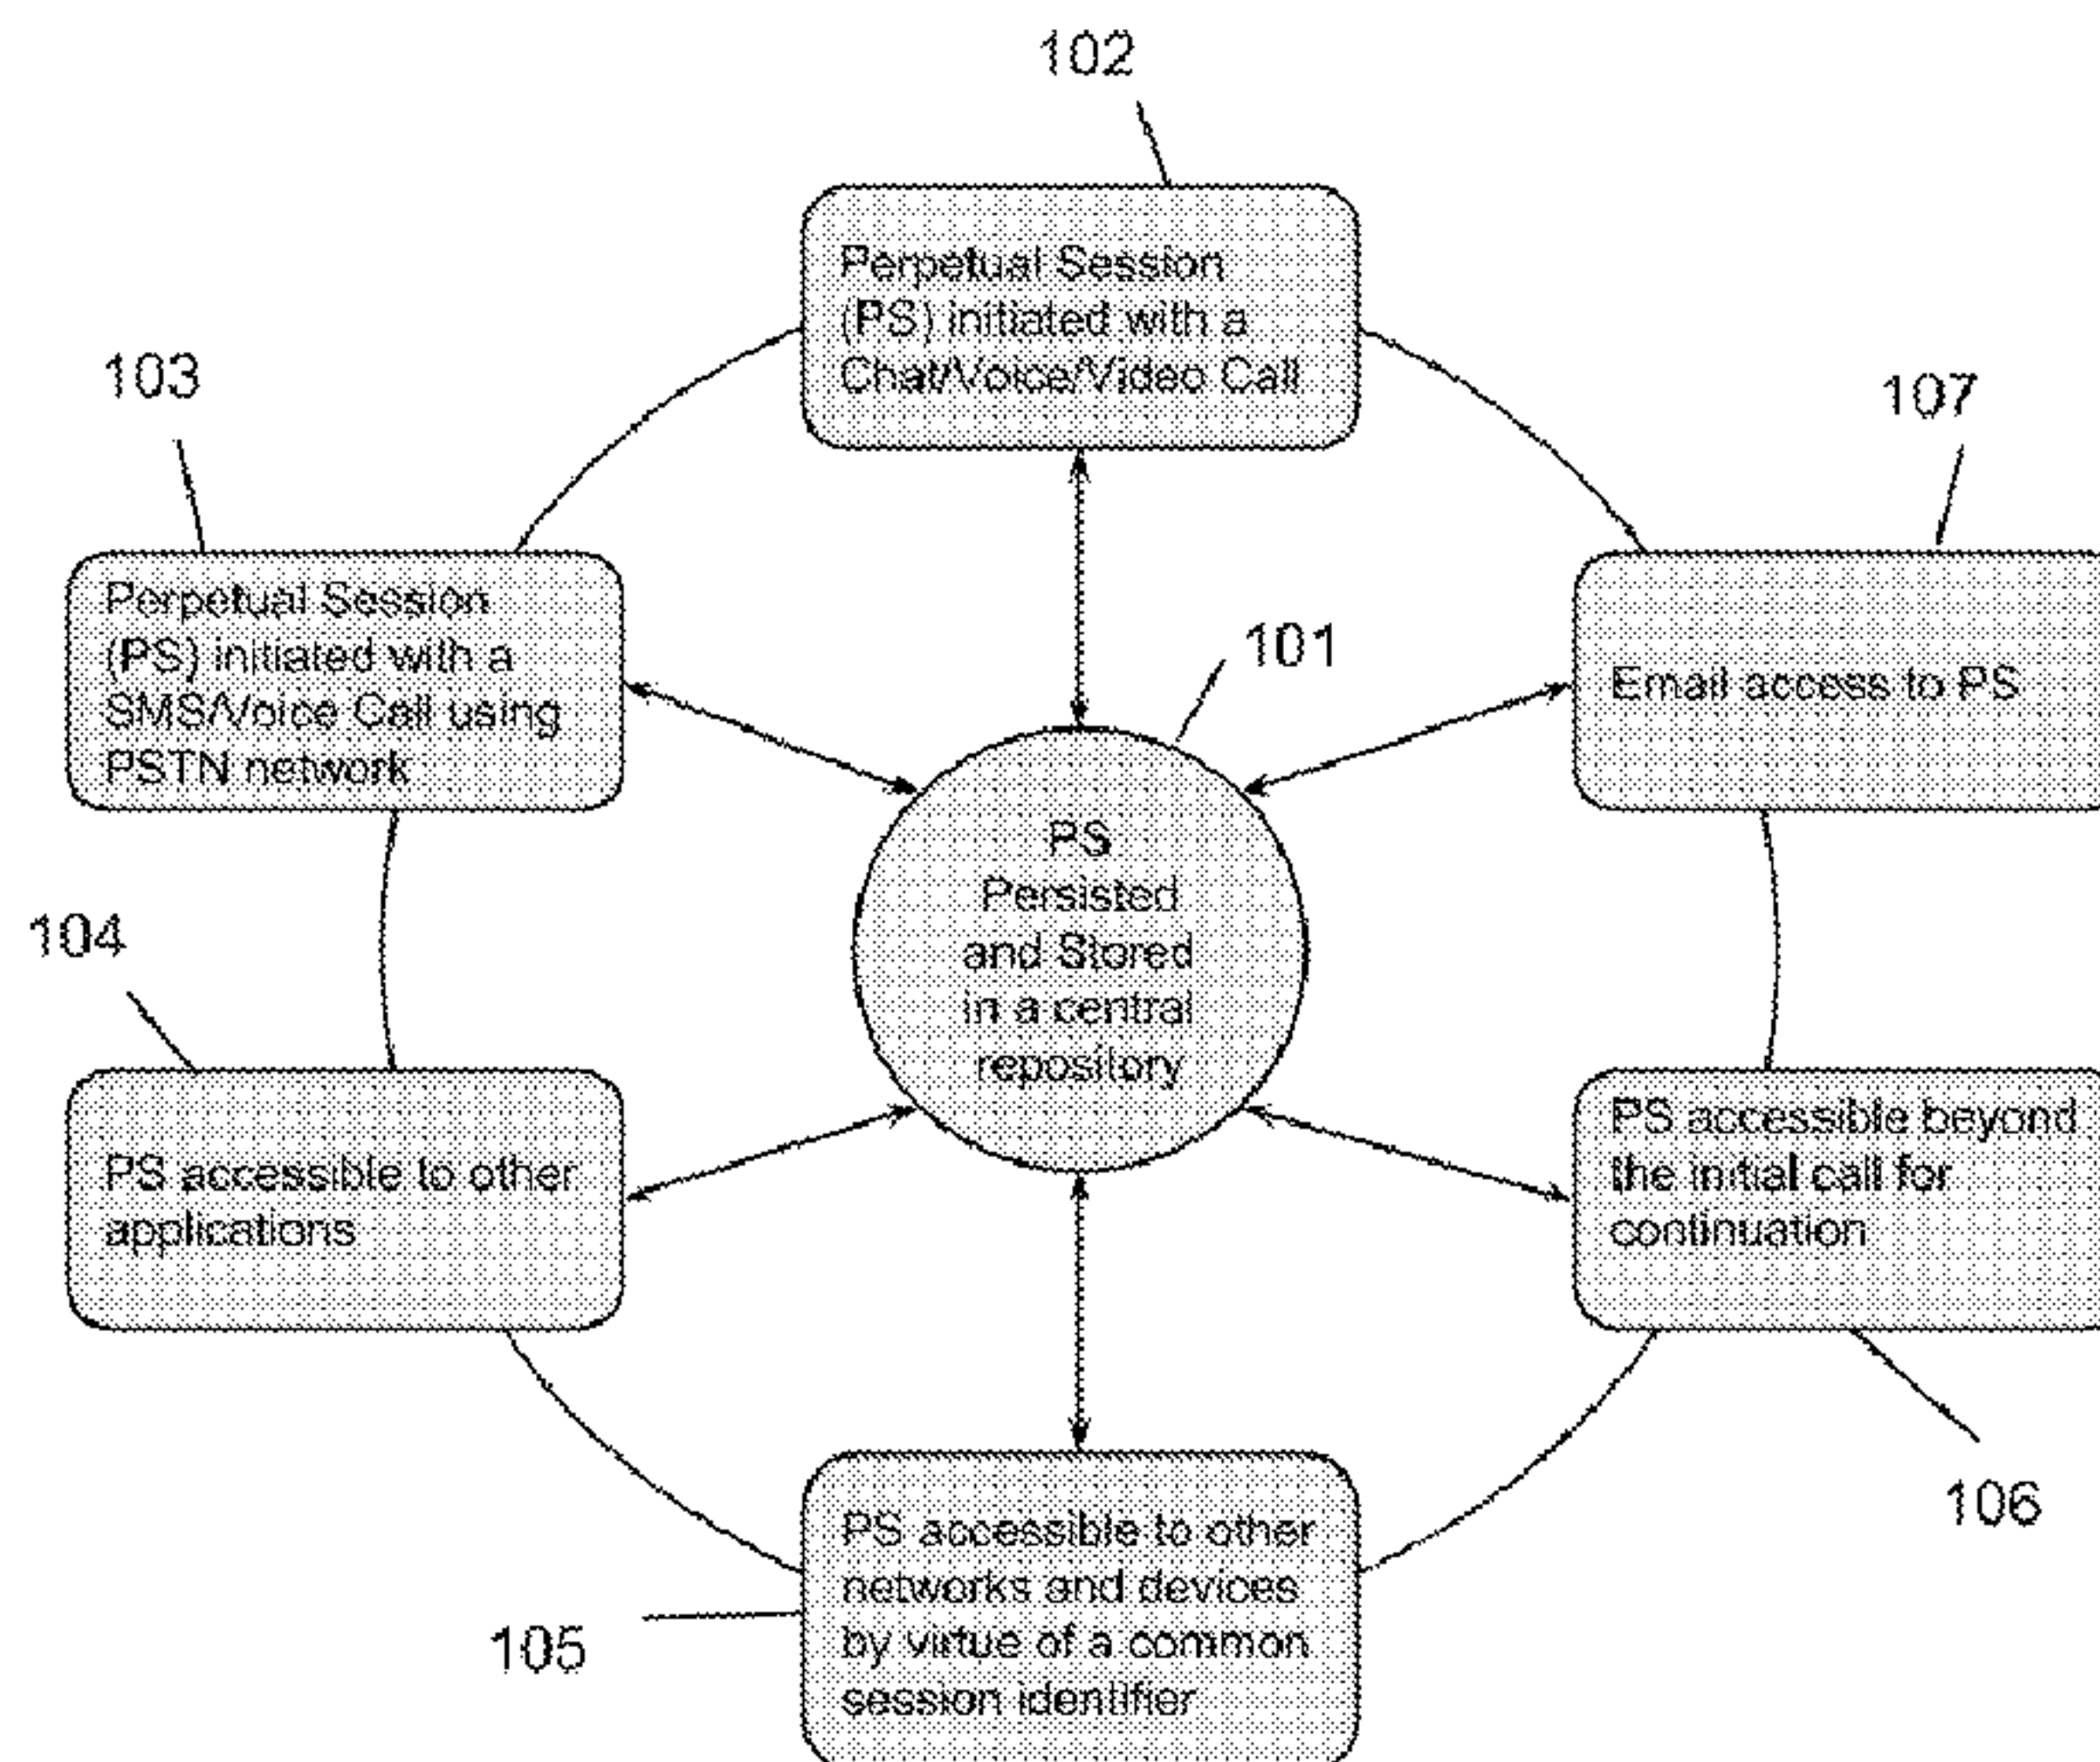 102
Perpetual Session
(PS) initiated with a
Chat/Voice/Video Call
103
Perpetual Session
(PS) initiated with a
SMS/Voice Call using
PSTN network
107
Email access to PS
101
PS
Persisted
and Stored
in a central
repository
104
PS accessible to other
applications
PS accessible beyond
the initial call for
continuation
106
105
PS accessible to other
networks and devices
by virtue of a common
session identifier